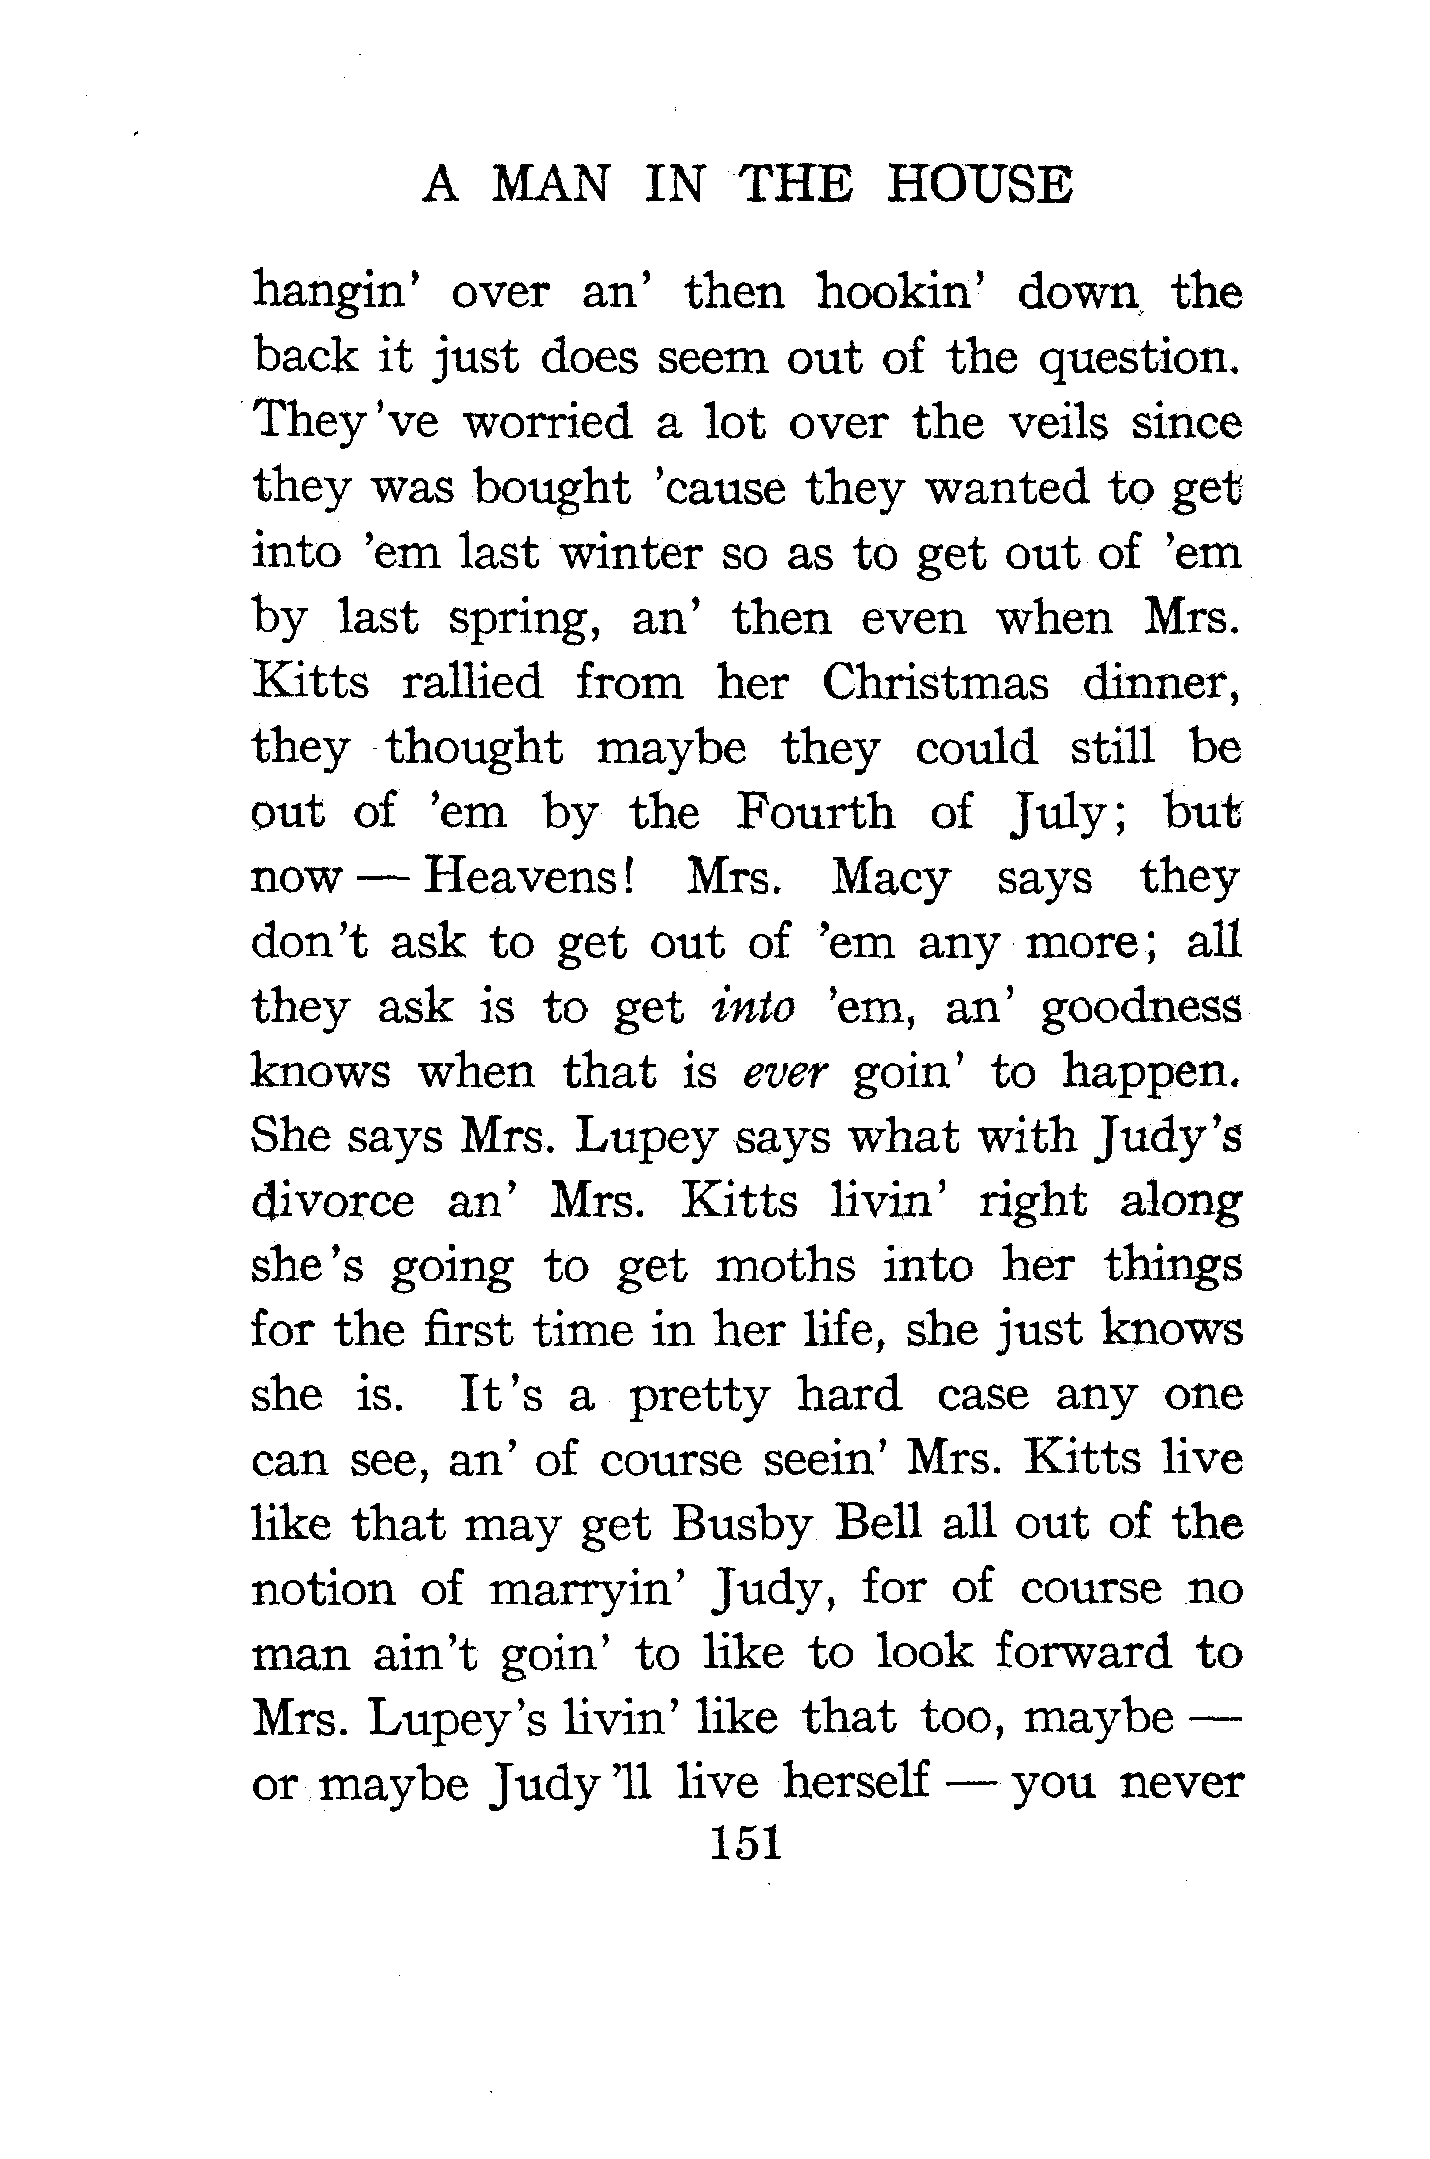 A MAN IN THE HOUSE
hangin' over an' then hookin' down the
back it just does seem out of the question.
They 've worried a lot over the veils since
they was bought 'cause they wanted to get
into 'em last winter so as to get out of 'em
by last spring, an' then even when Mrs.
Kitts rallied from her Christmas dinner,
they thought maybe they could still be
out of 'em by the Fourth of July; but
now — Heavens! Mrs. Macy says they
don't ask to get out of 'em any more; all
they ask is to get into 'em, an' goodness
knows when that is ever goin' to happen.
She says Mrs. Lupey says what with Judy's
divorce an' Mrs. Kitts livin' right along
she 's going to get moths into her things
for the first time in her life, she just knows
she is. It 's a pretty hard case any one
can see, an' of course seein' Mrs. Kitts live
like that may get Busby Bell all out of the
notion of marryin' Judy, for of course no
man ain't goin' to like to look forward to
Mrs. Lupey's livin' like that too, maybe —
or maybe Judy 'll live herself — you never
151